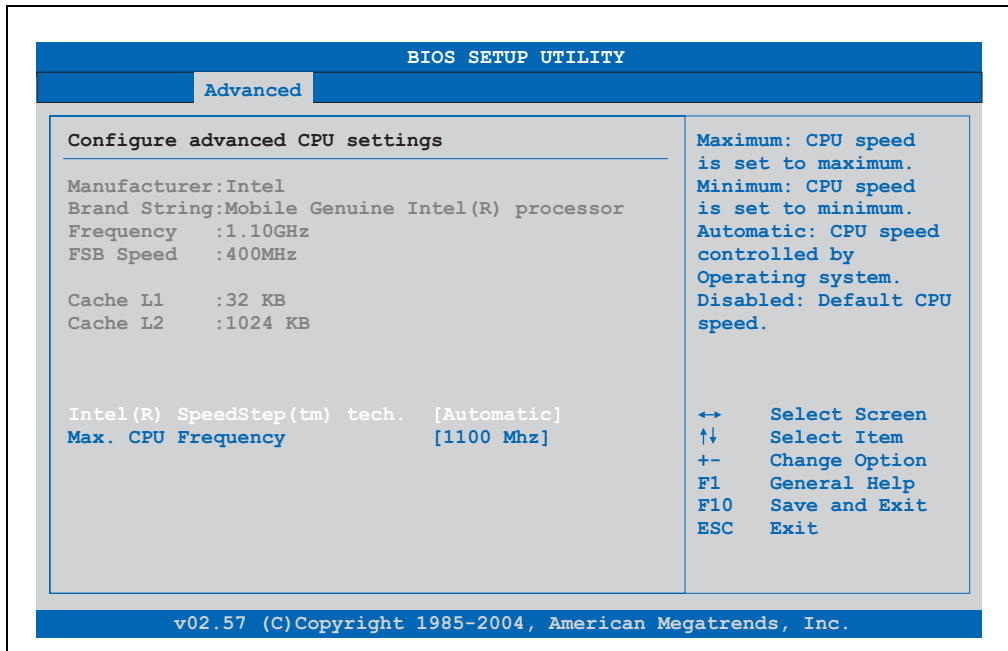 BIOS SETUP UTILITY
Advanced
Configure advanced CPU settings
Manufacturer:Intel
Brand String:Mobile Genuine Intel(R) processor
Frequency :1.10GHz
FSB Speed :400MHz
Cache L1 :32 KB
Cache L2 :1024 KB
Intel(R) SpeedStep(tm) tech. [Automatic]
Max. CPU Frequency [1100 Mhz]
Maximum: CPU speed
is set to maximum.
Minimum: CPU speed
is set to minimum.
Automatic: CPU speed
controlled by
Operating system.
Disabled: Default CPU
speed.
←→ Select Screen
↑↓ Select Item
+- Change Option
F1 General Help
F10 Save and Exit
ESC Exit
v02.57 (C)Copyright 1985-2004, American Megatrends, Inc.